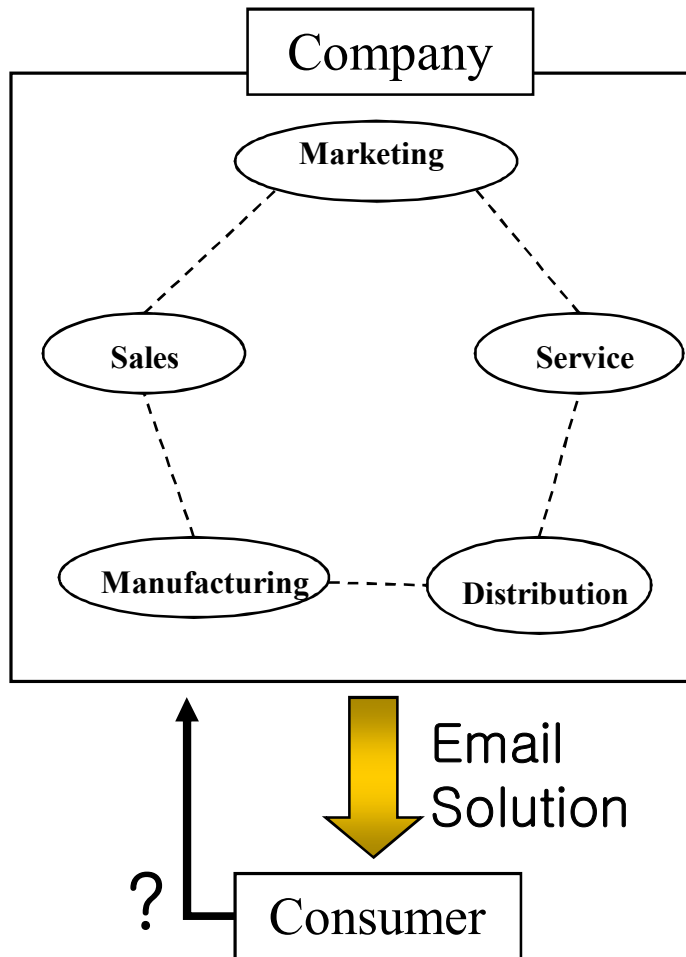 Company
Marketing
Sales
Service
Manufacturing
Distribution
Email
Solution
?
Consumer